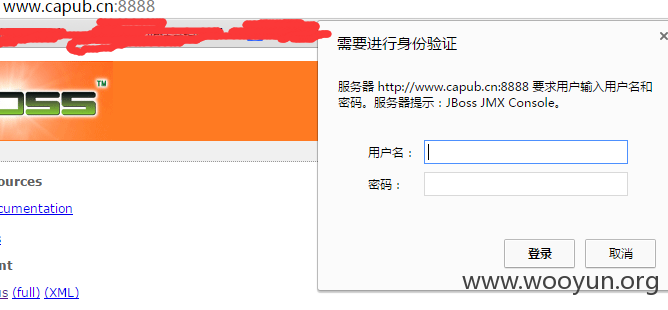 www.capub.cn:8888
需要进行身份验证
服务器 http://www.capub.cn:8888 要求用户输入用户名和
密码。服务器提示：JBoss JMX Console。
oss™
用户名：
密码：
ources
cumentation
s
nt
us (full) (XML)
登录
取消
www.wooyun.org